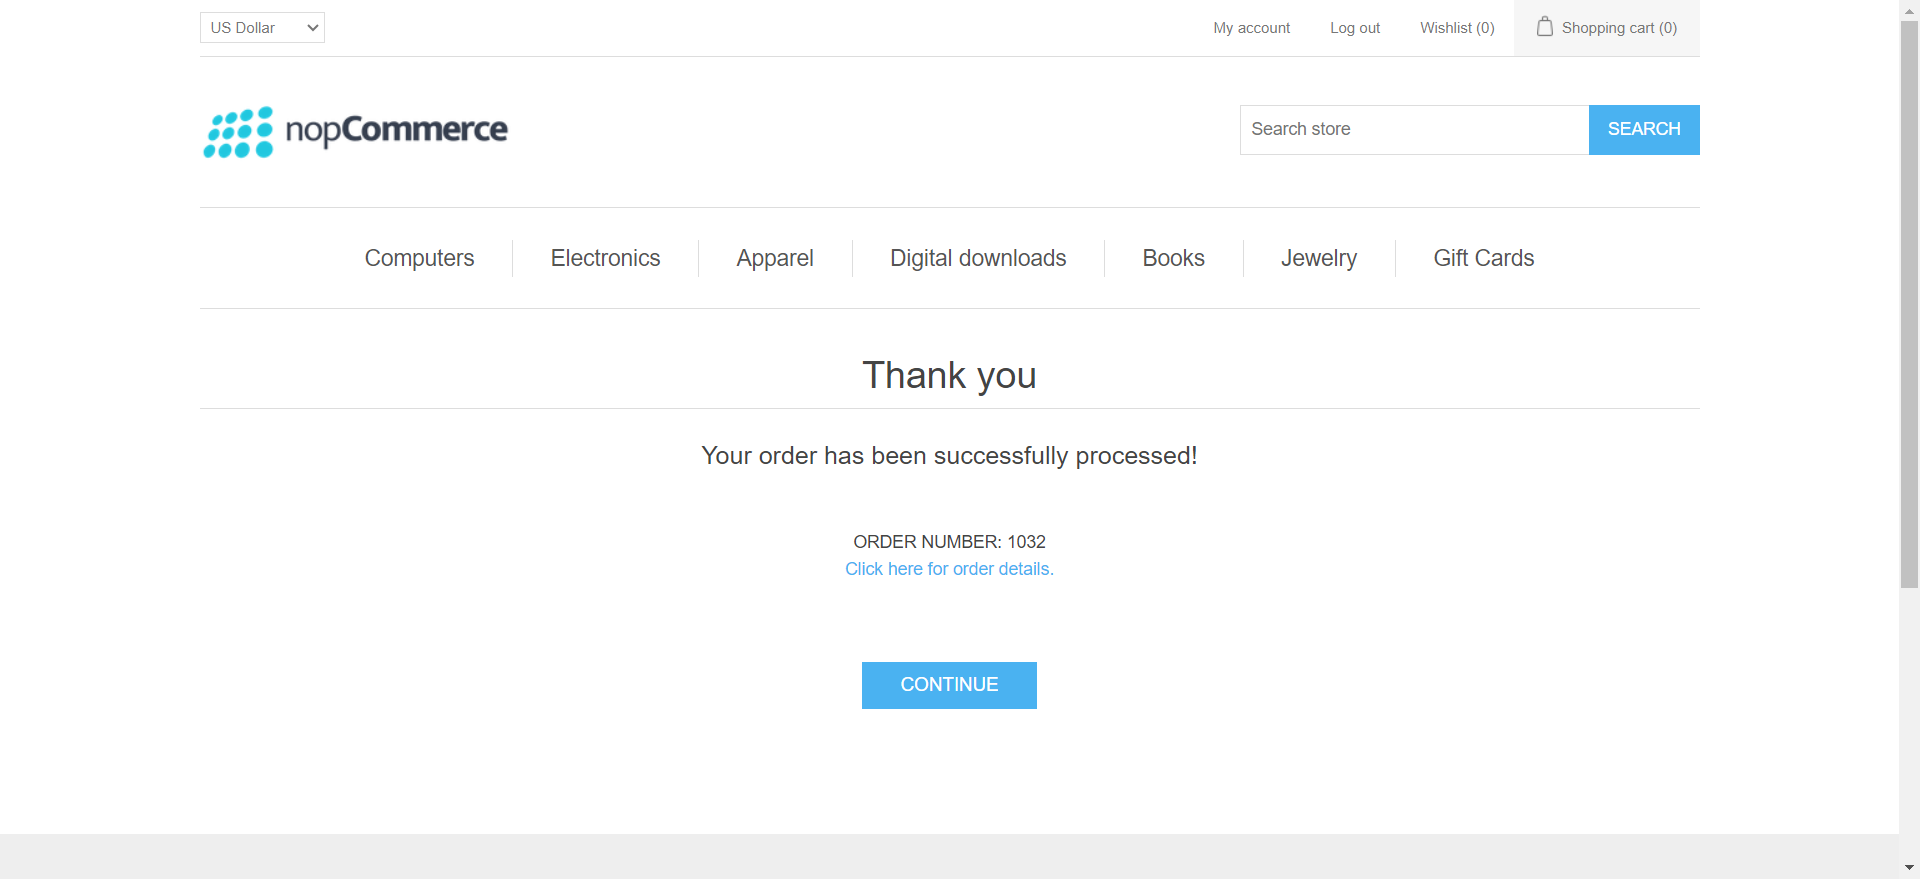 US Dollar
My account
Log out
Wishlist (0)
Shopping cart (0)
nopCommerce
Search store
SEARCH
Computers
Electronics
Apparel
Digital downloads
Books
Jewelry
Gift Cards
Thank you
Your order has been successfully processed!
ORDER NUMBER: 1032
Click here for order details.
CONTINUE